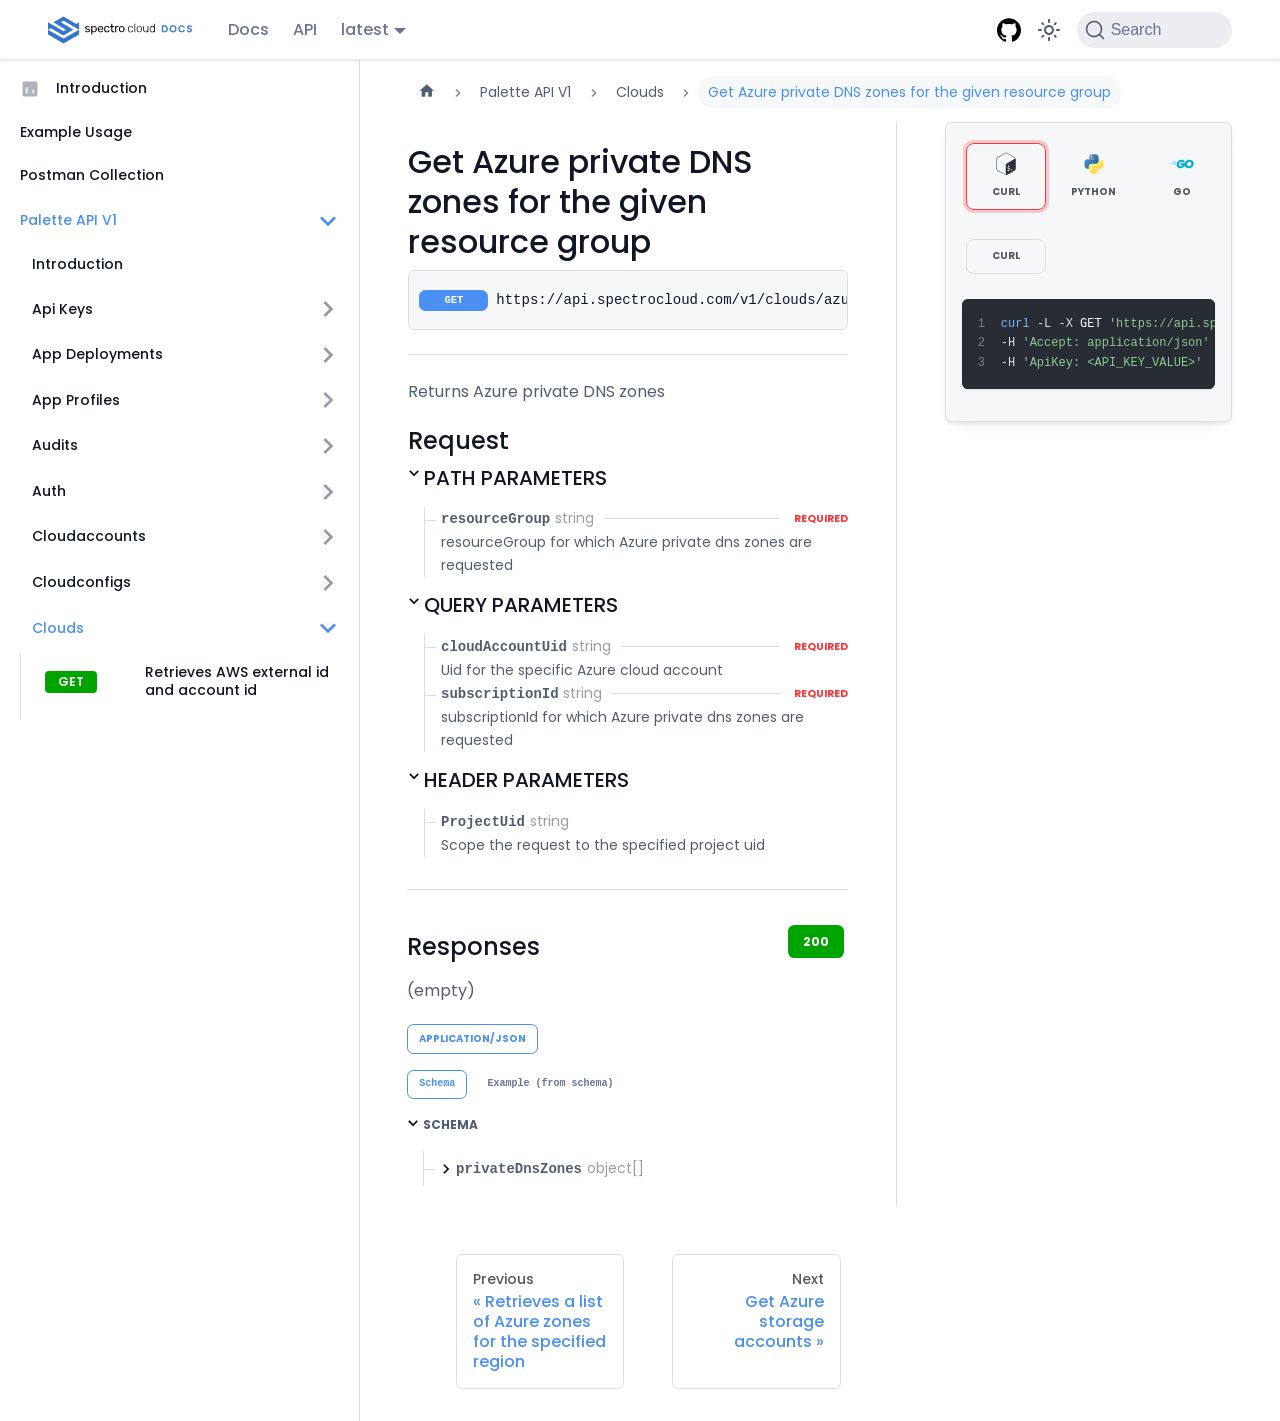 spectro cloud DOCS
Docs
API
latest
Search
Introduction
Example Usage
Postman Collection
Palette API V1
Introduction
Api Keys
App Deployments
App Profiles
Audits
Auth
Cloudaccounts
Cloudconfigs
Clouds
GET
Retrieves AWS external id
and account id
Palette API V1
Clouds
Get Azure private DNS zones for the given resource group
Get Azure private DNS
zones for the given
resource group
GET https://api.spectrocloud.com/v1/clouds/azu
Returns Azure private DNS zones
Request
PATH PARAMETERS
resourceGroup string REQUIRED
resourceGroup for which Azure private dns zones are
requested
QUERY PARAMETERS
cloudAccountUid string REQUIRED
Uid for the specific Azure cloud account
subscriptionId string REQUIRED
subscriptionId for which Azure private dns zones are
requested
HEADER PARAMETERS
ProjectUid string
Scope the request to the specified project uid
Responses
200
(empty)
APPLICATION/JSON
Schema
Example (from schema)
SCHEMA
privateDnsZones object[]
Previous
« Retrieves a list
of Azure zones
for the specified
region
Next
Get Azure
storage
accounts »
CURL
PYTHON
GO
CURL
1 curl -L -X GET 'https://api.sp
2 -H 'Accept: application/json'
3 -H 'ApiKey: <API_KEY_VALUE>'